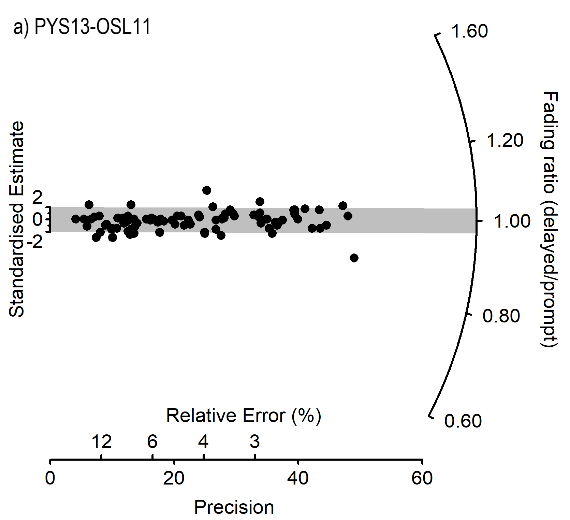 a) PYS13-OSL11
1.60
1.20
1.00
0.80
0.60
Fading ratio (delayed/prompt)
Standardised Estimate
2
0
-2
Relative Error (%)
12 6 4 3
0 20 40 60
Precision